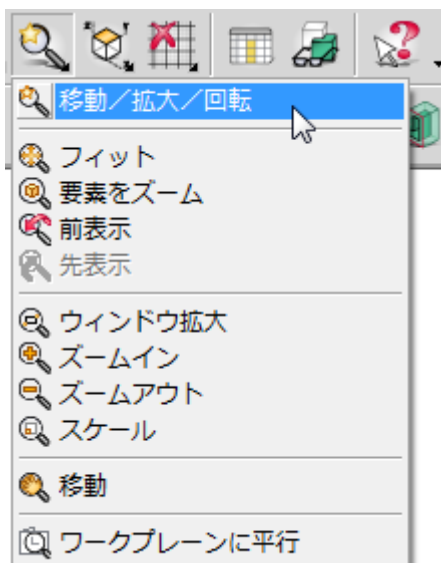 移動／拡大／回転
フィット
要素をズーム
前表示
先表示
ウィンドウ拡大
ズームイン
ズームアウト
スケール
移動
ワークプレーンに平行